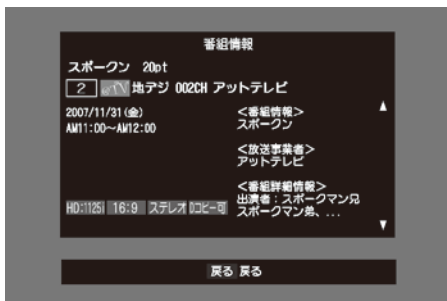 番組情報
スポークン 20pt
2 地デジ 002CH アットテレビ
2007/11/31(金)
AM11:00~AM12:00
<番組情報>
スポークン
<放送事業者>
アットテレビ
<番組詳細情報>
出演者：スポークマン兄
スポークマン弟、...
HD:1125i 16:9 ステレオ Dコピー可
戻る 戻る